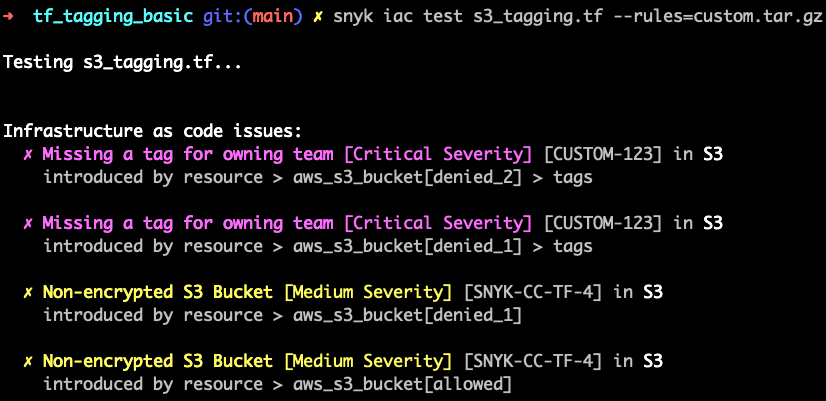 ➜ tf_tagging_basic git:(main) ✗ snyk iac test s3_tagging.tf --rules=custom.tar.gz
Testing s3_tagging.tf...
Infrastructure as code issues:
✗ Missing a tag for owning team [Critical Severity] [CUSTOM-123] in S3
introduced by resource > aws_s3_bucket[denied_2] > tags
✗ Missing a tag for owning team [Critical Severity] [CUSTOM-123] in S3
introduced by resource > aws_s3_bucket[denied_1] > tags
✗ Non-encrypted S3 Bucket [Medium Severity] [SNYK-CC-TF-4] in S3
introduced by resource > aws_s3_bucket[denied_1]
✗ Non-encrypted S3 Bucket [Medium Severity] [SNYK-CC-TF-4] in S3
introduced by resource > aws_s3_bucket[allowed]